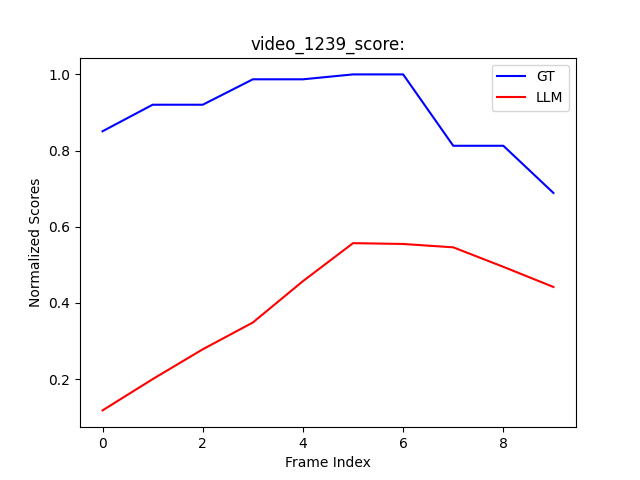 video_1239_score:
GT
LLM
Normalized Scores
1.0
0.8
0.6
0.4
0.2
0 2 4 6 8
Frame Index